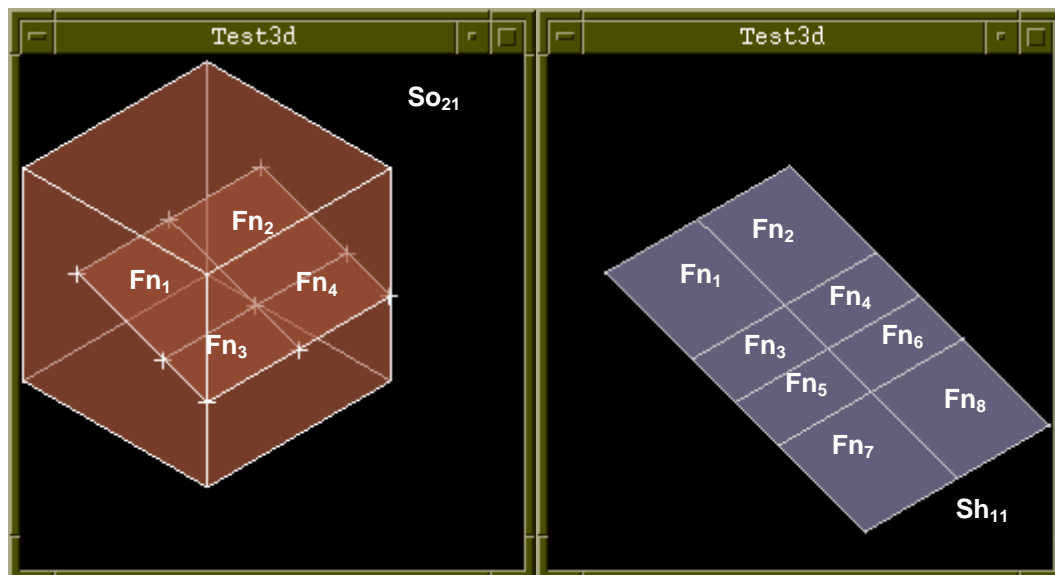 Test3d
So₂₁
Fn₂
Fn₁
Fn₄
Fn₃
Test3d
Fn₂
Fn₁
Fn₄
Fn₆
Fn₃
Fn₅
Fn₈
Fn₇
Sh₁₁